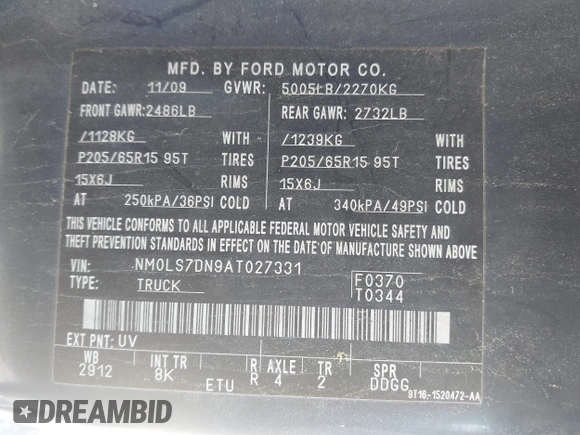 MFD. BY FORD MOTOR CO.
DATE: 11/09 GVWR: 5005LB/2270KG
FRONT GAWR: 2486LB REAR GAWR: 2732LB
/1128KG WITH /1239KG WITH
P205/65R15 95T TIRES P205/65R15 95T TIRES
15X6J RIMS 15X6J RIMS
AT 250kPA/36PSI COLD AT 340kPA/49PSI COLD
THIS VEHICLE CONFORMS TO ALL APPLICABLE FEDERAL MOTOR VEHICLE SAFETY AND
THEFT PREVENTION STANDARDS IN EFFECT ON THE DATE OF MANUFACTURE SHOWN ABOVE.
VIN: NM0LS7DN9AT027331 F0370
TYPE: TRUCK T0344
EXT PNT: UV
WB INT TR R AXLE TR SPR
2912 8K R 4 2 DDGG
ETU
9T16-1520472-AA
DREAMBID